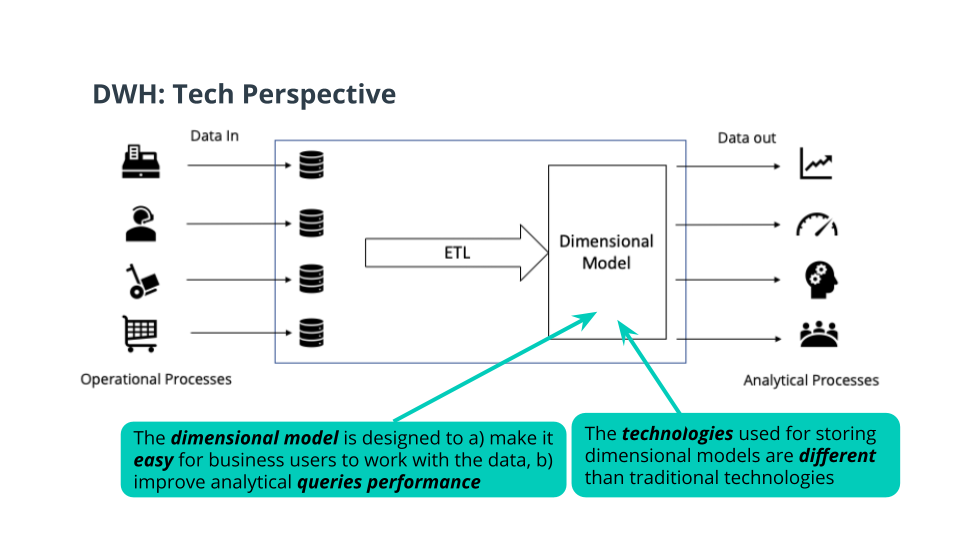 DWH: Tech Perspective
Data In
Data out
ETL
Dimensional
Model
Operational Processes
Analytical Processes
The dimensional model is designed to a) make it
easy for business users to work with the data, b)
improve analytical queries performance
The technologies used for storing
dimensional models are different
than traditional technologies